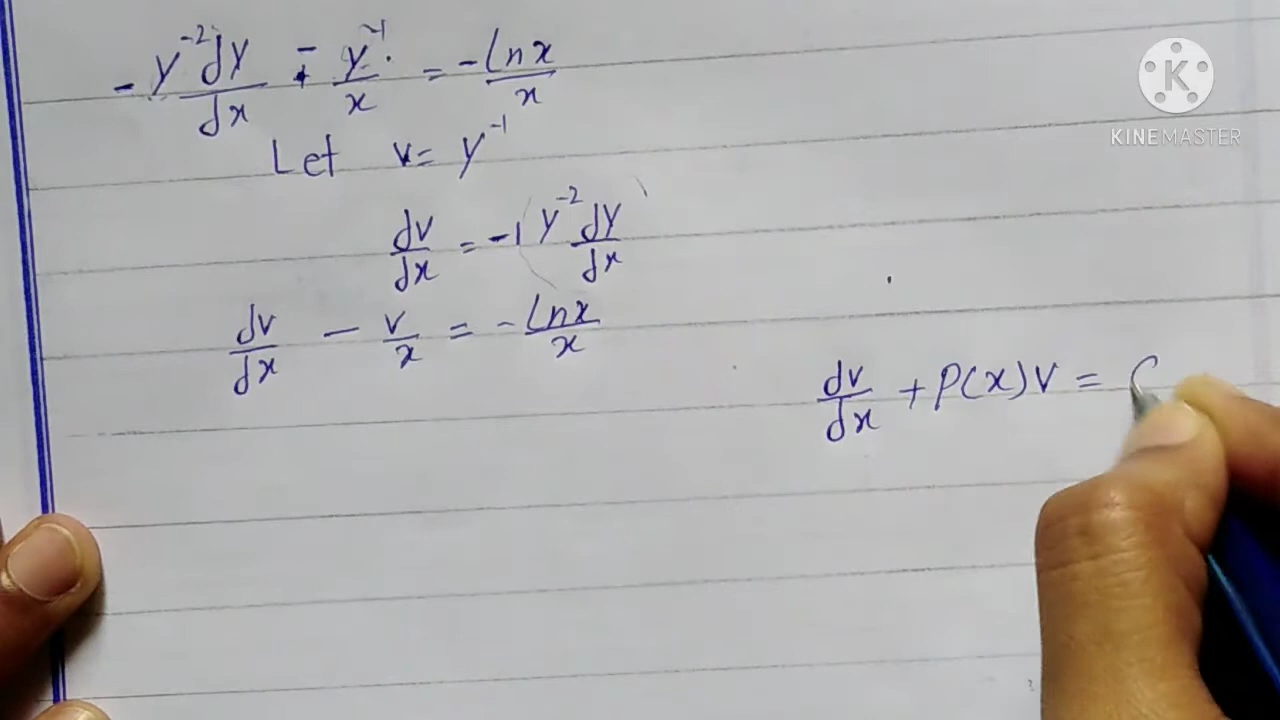 - y⁻² dy/dx - y⁻¹/x = - ln x/x
K
KINEMASTER
Let v = y⁻¹
dv/dx = -1 y⁻² dy/dx
dv/dx - v/x = - ln x/x
dv/dx + P(x)v =